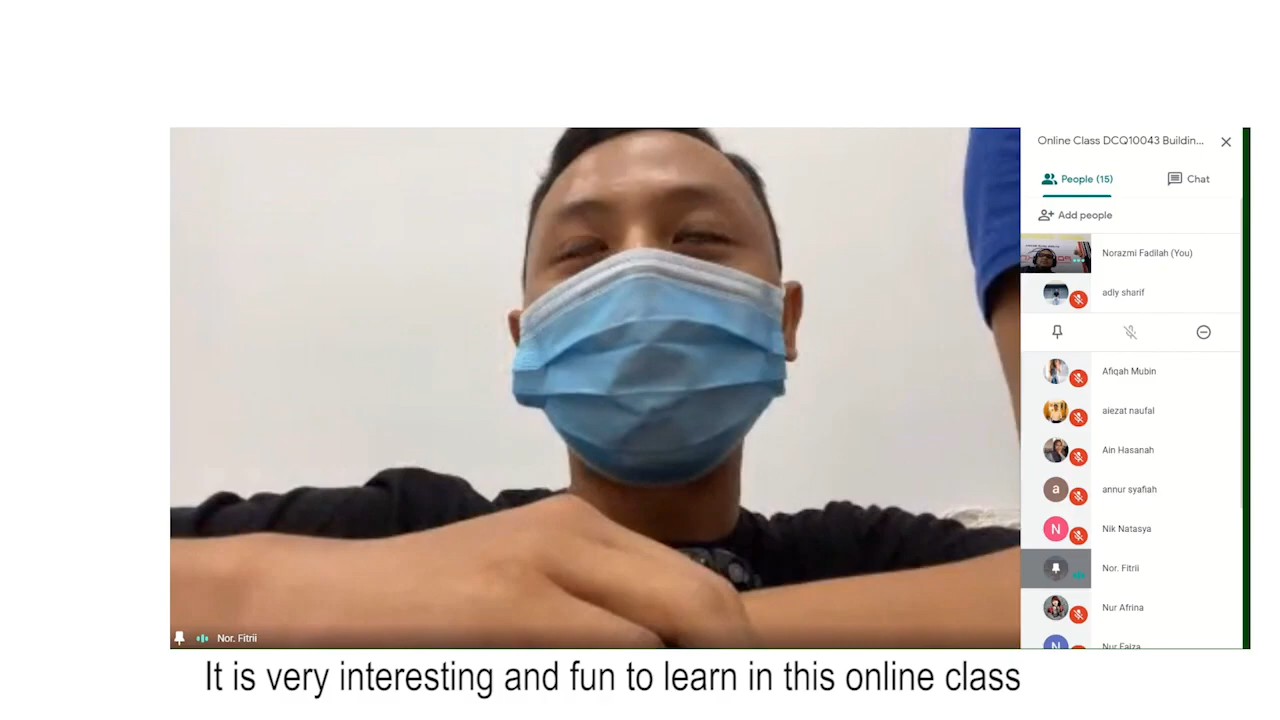 Online Class DCQ10043 Buildin...
People (15)
Chat
Add people
Norazmi Fadilah (You)
adly sharif
Afiqah Mubin
aiezat naufal
Ain Hasanah
a
annur syafiah
N
Nik Natasya
Nor. Fitrii
Nur Afrina
N
Nur Faiza
Nor. Fitrii
It is very interesting and fun to learn in this online class